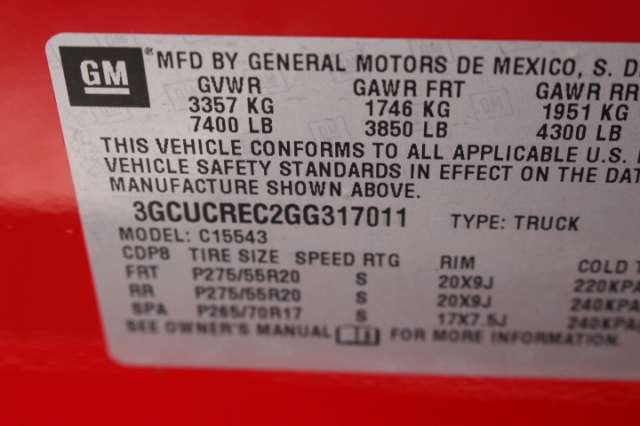 GM ® MFD BY GENERAL MOTORS DE MEXICO, S. D
GVWR GAWR FRT GAWR RR
3357 KG 1746 KG 1951 KG
7400 LB 3850 LB 4300 LB
THIS VEHICLE CONFORMS TO ALL APPLICABLE U.S.
VEHICLE SAFETY STANDARDS IN EFFECT ON THE DAT
MANUFACTURE SHOWN ABOVE.
3GCUCREC2GG317011 TYPE: TRUCK
MODEL: C15543
CDP8 TIRE SIZE SPEED RTG RIM COLD T
FRT P275/55R20 S 20X9J 220KPA
RR P275/55R20 S 20X9J 240KPA
SPA P265/70R17 S 17X7.5J 240KPA
SEE OWNER'S MANUAL FOR MORE INFORMATION.